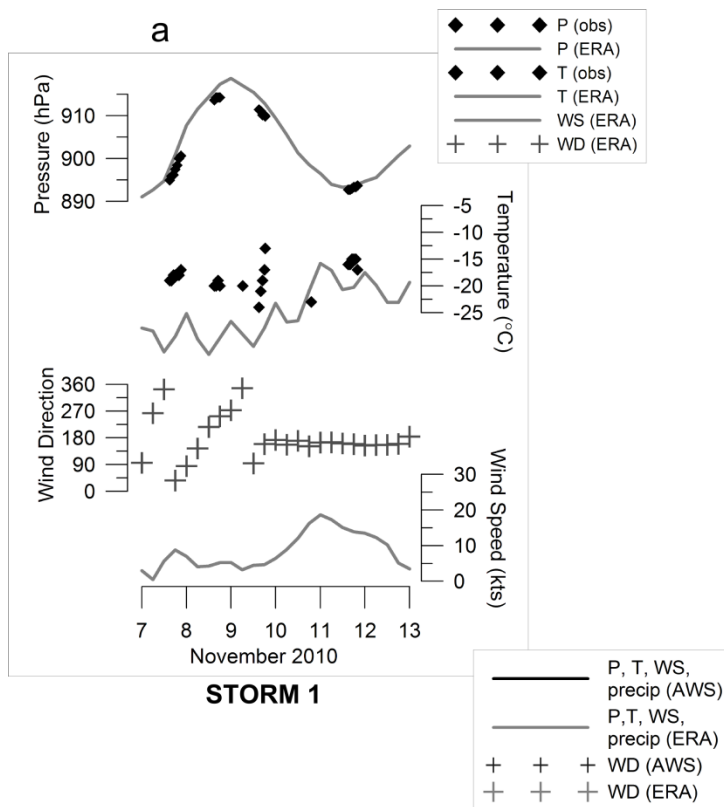 a
P (obs)
P (ERA)
T (obs)
T (ERA)
WS (ERA)
WD (ERA)
Pressure (hPa)
910
900
890
Temperature (°C)
-5
-10
-15
-20
-25
Wind Direction
360
270
180
90
0
Wind Speed (kts)
30
20
10
0
7 8 9 10 11 12 13
November 2010
STORM 1
P, T, WS,
precip (AWS)
P,T, WS,
precip (ERA)
WD (AWS)
WD (ERA)